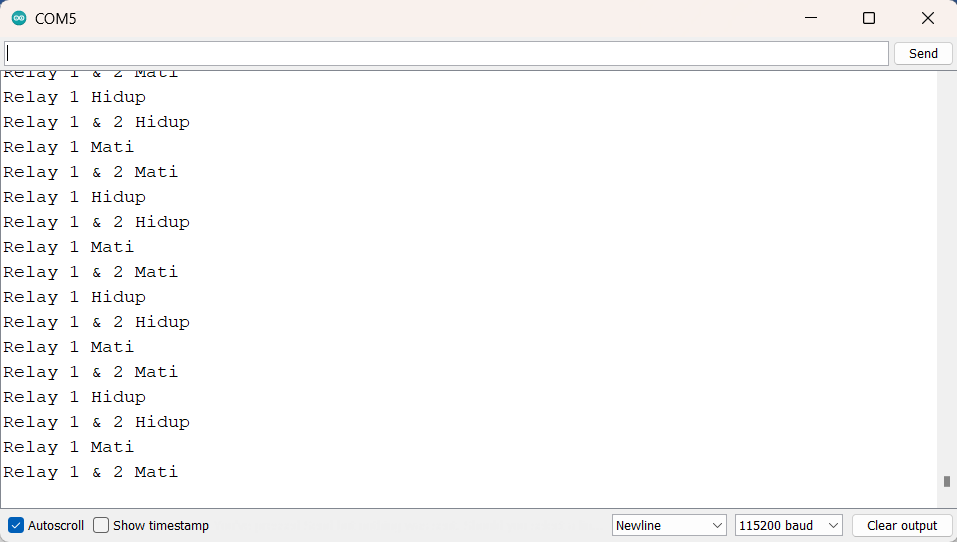 COM5
Send
Relay 1 & 2 Mati
Relay 1 Hidup
Relay 1 & 2 Hidup
Relay 1 Mati
Relay 1 & 2 Mati
Relay 1 Hidup
Relay 1 & 2 Hidup
Relay 1 Mati
Relay 1 & 2 Mati
Relay 1 Hidup
Relay 1 & 2 Hidup
Relay 1 Mati
Relay 1 & 2 Mati
Relay 1 Hidup
Relay 1 & 2 Hidup
Relay 1 Mati
Relay 1 & 2 Mati
Autoscroll Show timestamp Newline 115200 baud Clear output